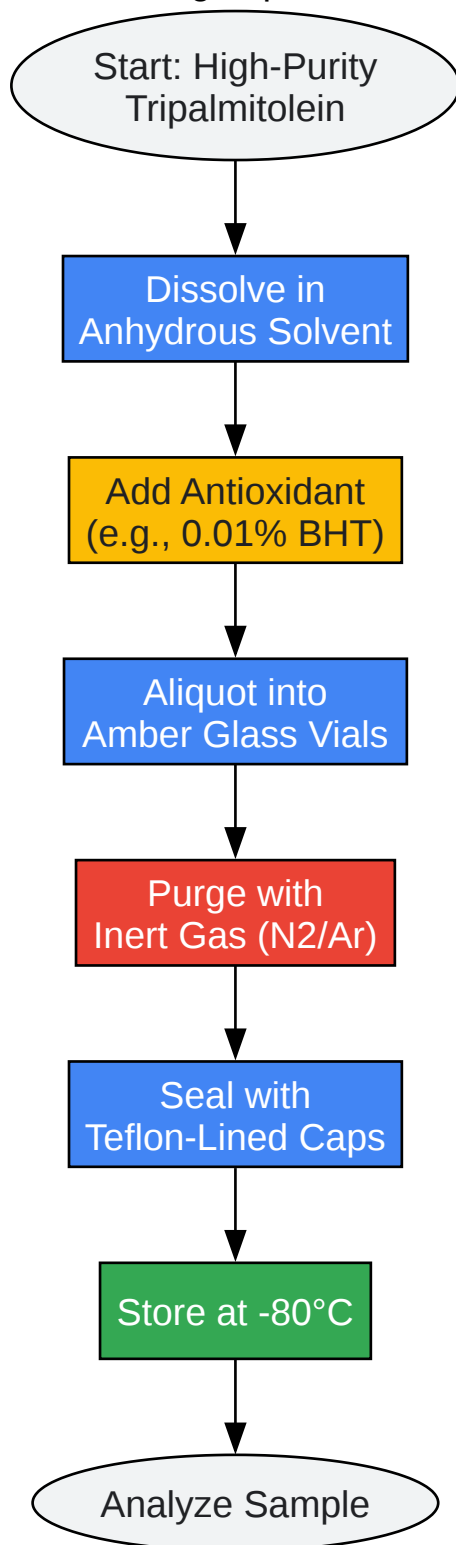 Start: High-Purity
Tripalmitolein
Dissolve in
Anhydrous Solvent
Add Antioxidant
(e.g., 0.01% BHT)
Aliquot into
Amber Glass Vials
Purge with
Inert Gas (N2/Ar)
Seal with
Teflon-Lined Caps
Store at -80°C
Analyze Sample